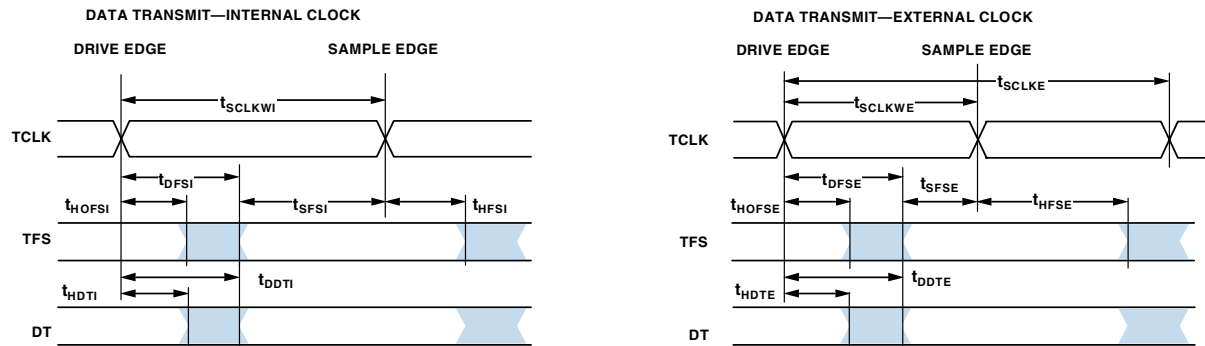 DATA TRANSMIT—INTERNAL CLOCK
DRIVE EDGE
SAMPLE EDGE
tSCLKWI
TCLK
tDFSI
tHOFSI
tSFSI
tHFSI
TFS
tDDTI
tHDTI
DT
DATA TRANSMIT—EXTERNAL CLOCK
DRIVE EDGE
SAMPLE EDGE
tSCLKE
tSCLKWE
TCLK
tDFSE
tSFSE
tHOFSE
tHFSE
TFS
tDDTE
tHDTE
DT